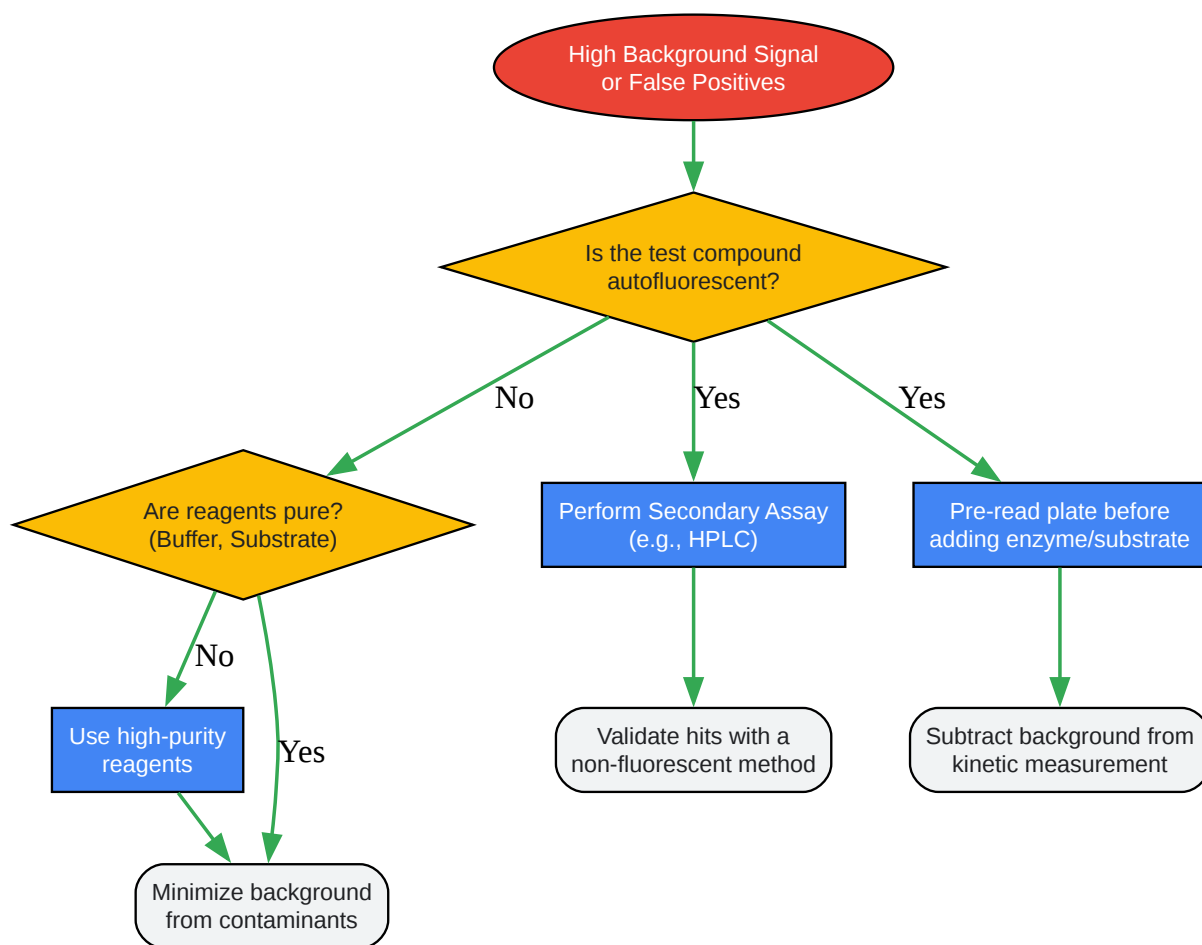 High Background Signal
or False Positives
Is the test compound
autofluorescent?
No
Yes
Yes
Are reagents pure?
(Buffer, Substrate)
Perform Secondary Assay
(e.g., HPLC)
Pre-read plate before
adding enzyme/substrate
No
Yes
Use high-purity
reagents
Validate hits with a
non-fluorescent method
Subtract background from
kinetic measurement
Minimize background
from contaminants